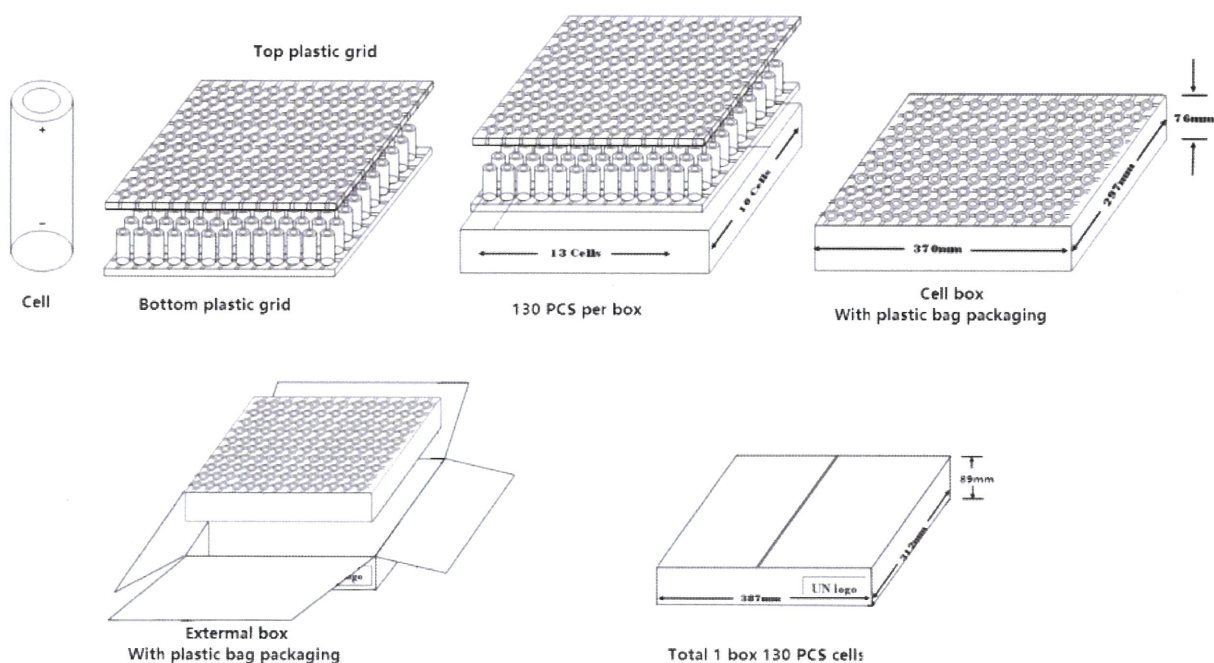 Top plastic grid
+
−
Cell
Bottom plastic grid
13 Cells
10 Cells
130 PCS per box
76mm
297mm
370mm
Cell box
With plastic bag packaging
logo
Extermal box
With plastic bag packaging
89mm
312mm
387mm
UN logo
Total 1 box 130 PCS cells